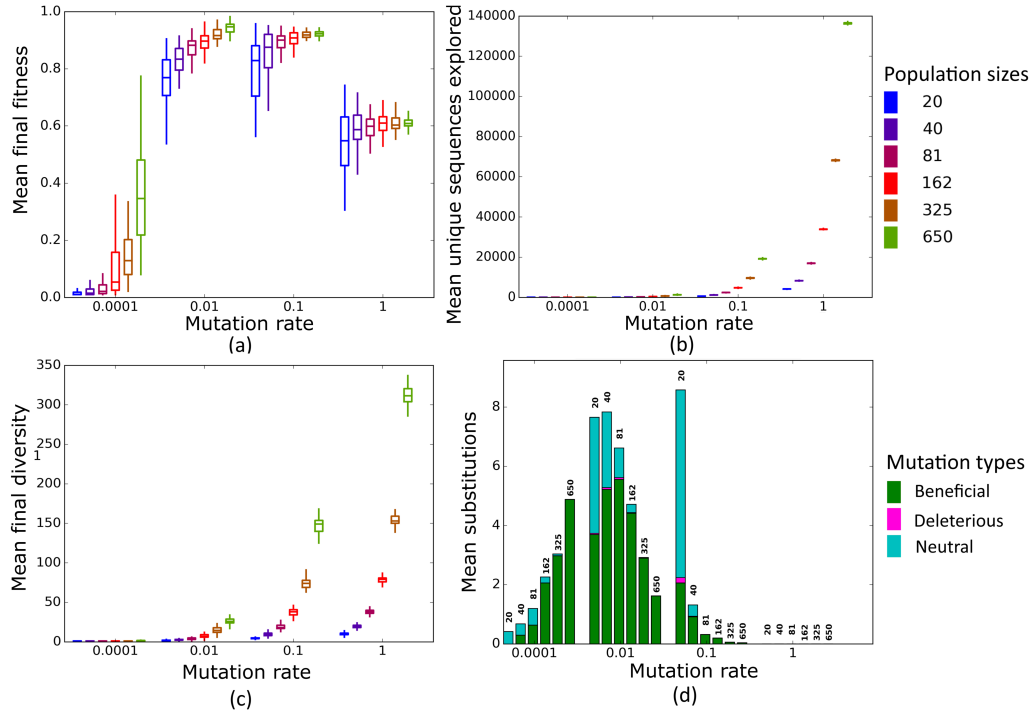 1.0
0.8
0.6
0.4
0.2
0.0
Mean final fitness
0.0001 0.01 0.1 1
Mutation rate
(a)
140000
120000
100000
80000
60000
40000
20000
0
Mean unique sequences explored
0.0001 0.01 0.1 1
Mutation rate
(b)
Population sizes
20
40
81
162
325
650
350
300
250
200
150
100
50
0
Mean final diversity
1
0.0001 0.01 0.1 1
Mutation rate
(c)
8
6
4
2
0
Mean substitutions
20 40 81 162 325 650
20 40 81 162 325 650
20 40 81 162 325 650
20 40 81 162 325 650
0.0001 0.01 0.1 1
Mutation rate
(d)
Mutation types
Beneficial
Deleterious
Neutral